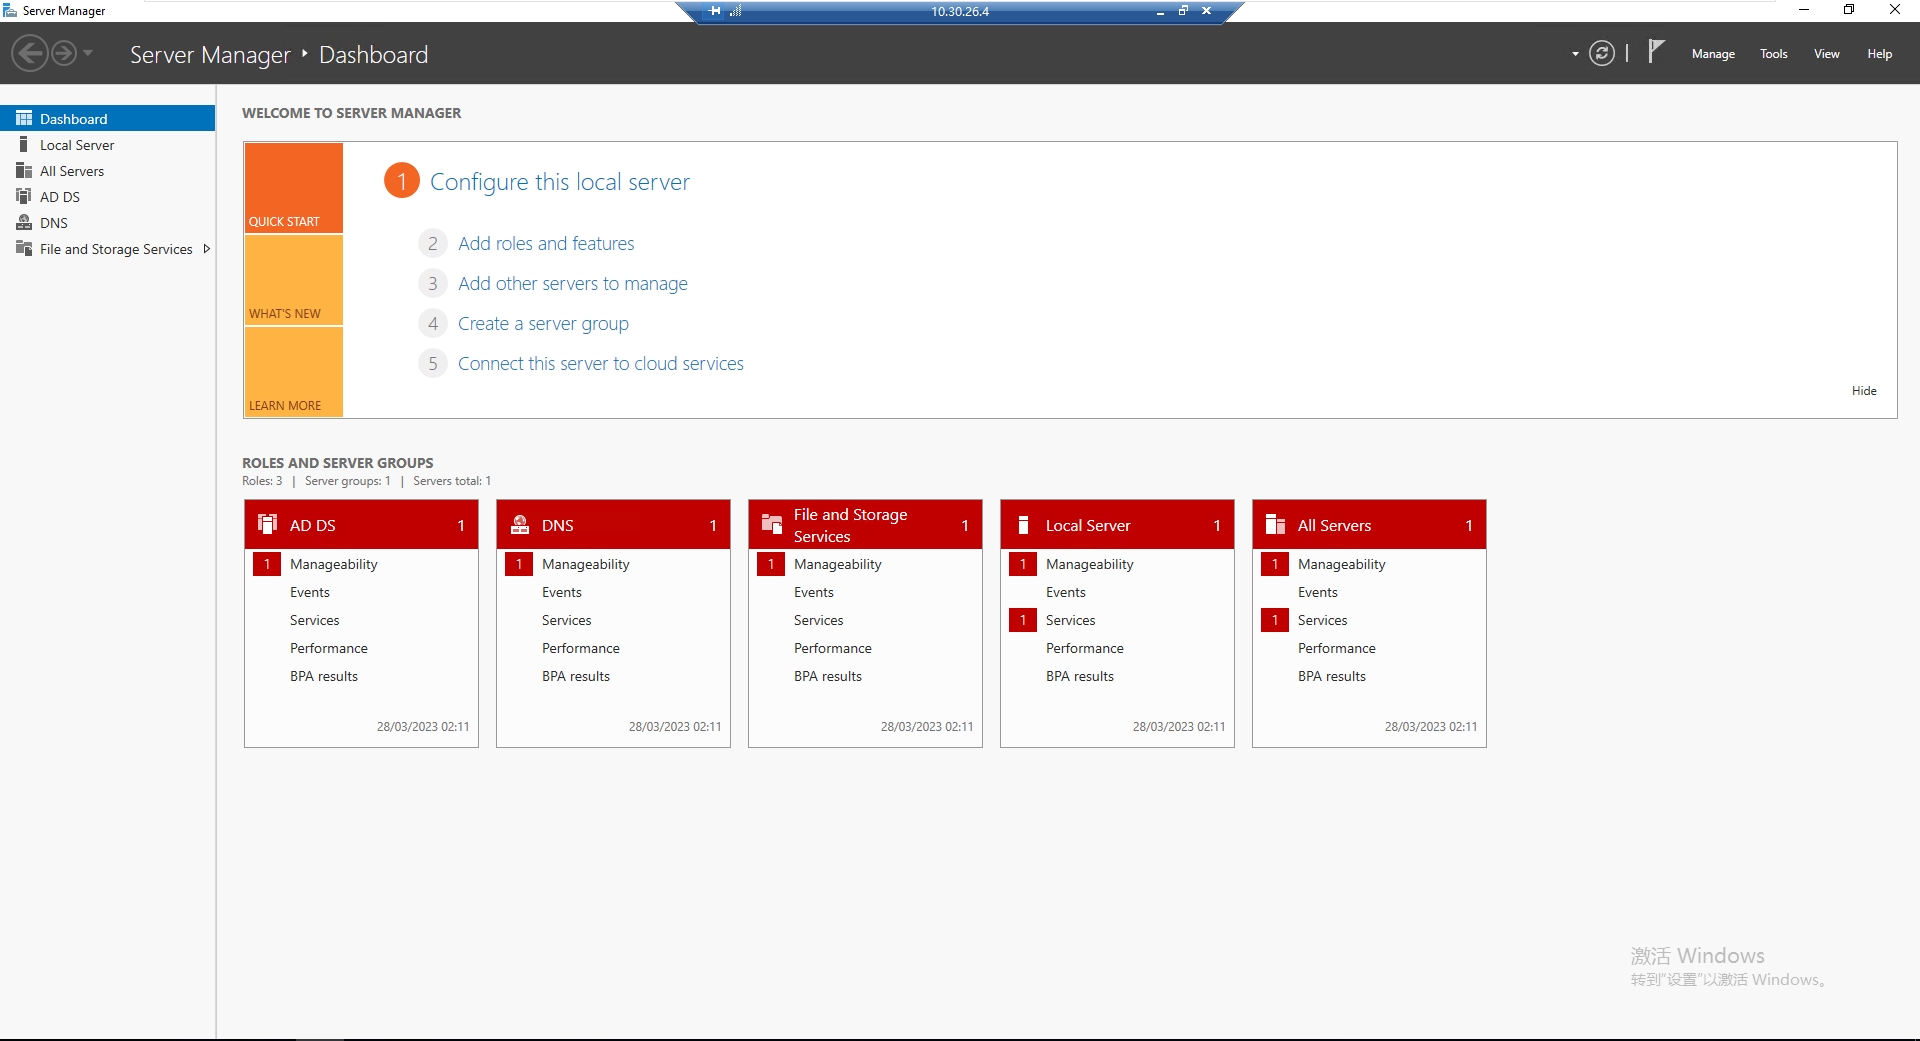 Server Manager
10.30.26.4
Server Manager ‣ Dashboard
Manage Tools View Help
Dashboard
Local Server
All Servers
AD DS
DNS
File and Storage Services
WELCOME TO SERVER MANAGER
QUICK START
WHAT'S NEW
LEARN MORE
1 Configure this local server
2 Add roles and features
3 Add other servers to manage
4 Create a server group
5 Connect this server to cloud services
Hide
ROLES AND SERVER GROUPS
Roles: 3 | Server groups: 1 | Servers total: 1
AD DS 1
1 Manageability
Events
Services
Performance
BPA results
28/03/2023 02:11
DNS 1
1 Manageability
Events
Services
Performance
BPA results
28/03/2023 02:11
File and Storage
Services 1
1 Manageability
Events
Services
Performance
BPA results
28/03/2023 02:11
Local Server 1
1 Manageability
Events
1 Services
Performance
BPA results
28/03/2023 02:11
All Servers 1
1 Manageability
Events
1 Services
Performance
BPA results
28/03/2023 02:11
激活 Windows
转到"设置"以激活 Windows。